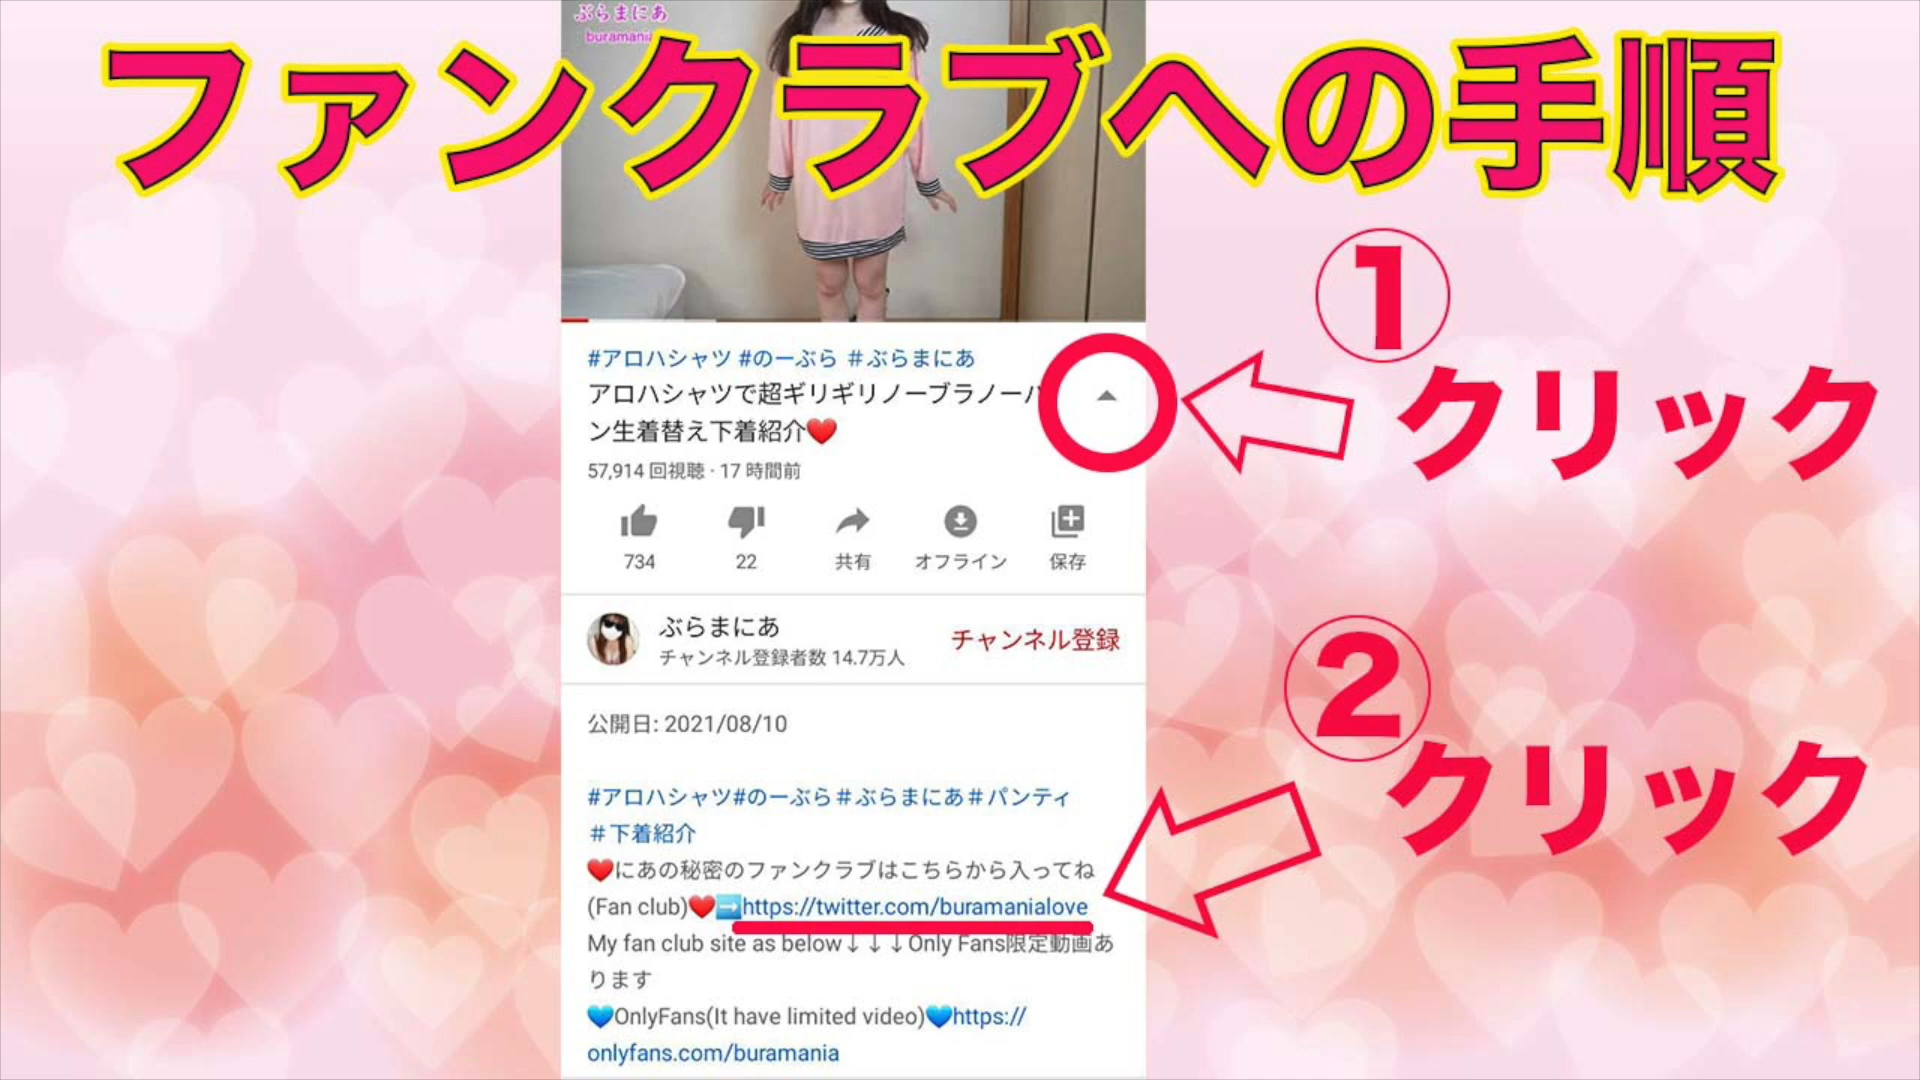 ファンクラブへの手順
ぶらまにあ
#アロハシャツ #のーぶら #ぶらまにあ
アロハシャツで超ギリギリノーブラノーパ
ン生着替え下着紹介❤️
57,914 回視聴・17 時間前
734
22
共有
オフライン
保存
ぶらまにあ
チャンネル登録者数 14.7万人
チャンネル登録
公開日: 2021/08/10
#アロハシャツ#のーぶら#ぶらまにあ#パンティ
#下着紹介
❤️にあの秘密のファンクラブはこちらから入ってね
(Fan club)❤️➡️https://twitter.com/buramanialove
My fan club site as below↓↓↓Only Fans限定動画あ
ります
💙OnlyFans(It have limited video)💙https://
onlyfans.com/buramania
①
クリック
②
クリック